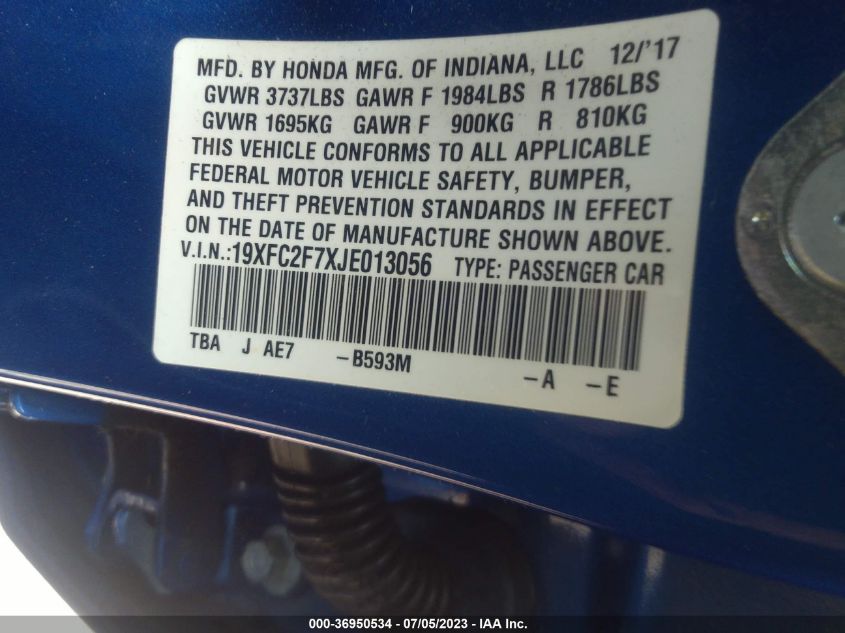 MFD. BY HONDA MFG. OF INDIANA, LLC 12/'17
GVWR 3737LBS GAWR F 1984LBS R 1786LBS
GVWR 1695KG GAWR F 900KG R 810KG
THIS VEHICLE CONFORMS TO ALL APPLICABLE
FEDERAL MOTOR VEHICLE SAFETY, BUMPER,
AND THEFT PREVENTION STANDARDS IN EFFECT
ON THE DATE OF MANUFACTURE SHOWN ABOVE.
V.I.N.:19XFC2F7XJE013056 TYPE: PASSENGER CAR
TBA J AE7 -B593M -A -E
000-36950534 / 07/05/2023 - IAA Inc.